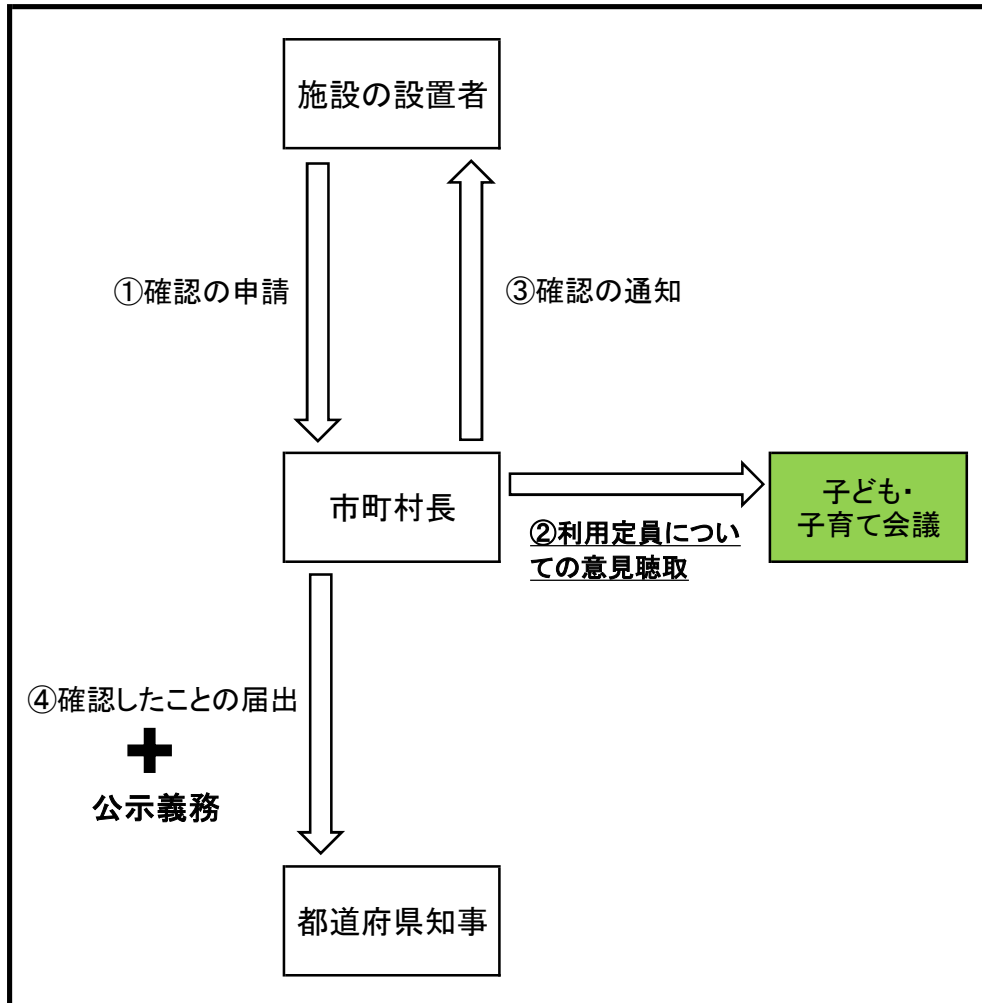 施設の設置者
①確認の申請
③確認の通知
市町村長
子ども・
子育て会議
②利用定員につい
ての意見聴取
④確認したことの届出
公示義務
都道府県知事